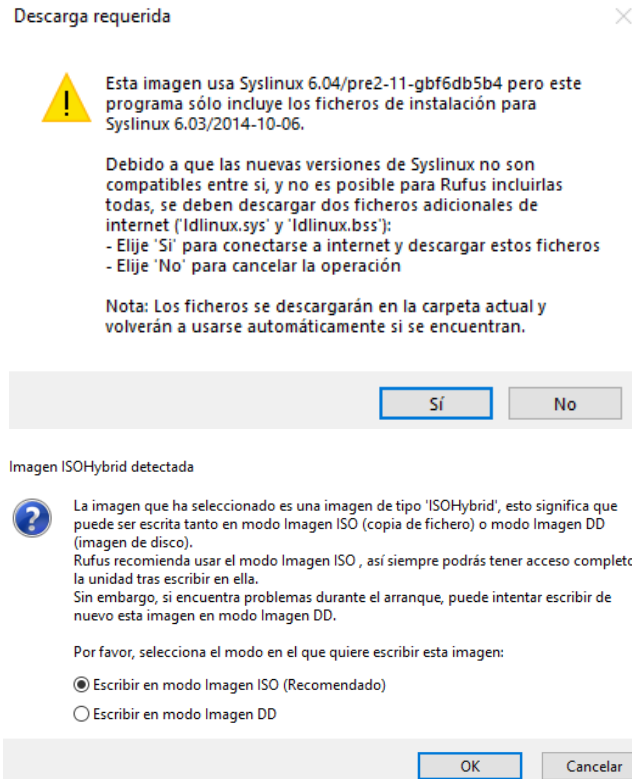 Descarga requerida
Esta imagen usa Syslinux 6.04/pre2-11-gbf6db5b4 pero este
programa sólo incluye los ficheros de instalación para
Syslinux 6.03/2014-10-06.
Debido a que las nuevas versiones de Syslinux no son
compatibles entre si, y no es posible para Rufus incluirlas
todas, se deben descargar dos ficheros adicionales de
internet ('ldlinux.sys' y 'ldlinux.bss'):
- Elije 'Si' para conectarse a internet y descargar estos ficheros
- Elije 'No' para cancelar la operación
Nota: Los ficheros se descargarán en la carpeta actual y
volverán a usarse automáticamente si se encuentran.
Sí
No
Imagen ISOHybrid detectada
La imagen que ha seleccionado es una imagen de tipo 'ISOHybrid', esto significa que
puede ser escrita tanto en modo Imagen ISO (copia de fichero) o modo Imagen DD
(imagen de disco).
Rufus recomienda usar el modo Imagen ISO , así siempre podrás tener acceso completo
la unidad tras escribir en ella.
Sin embargo, si encuentra problemas durante el arranque, puede intentar escribir de
nuevo esta imagen en modo Imagen DD.
Por favor, selecciona el modo en el que quiere escribir esta imagen:
Escribir en modo Imagen ISO (Recomendado)
Escribir en modo Imagen DD
OK
Cancelar